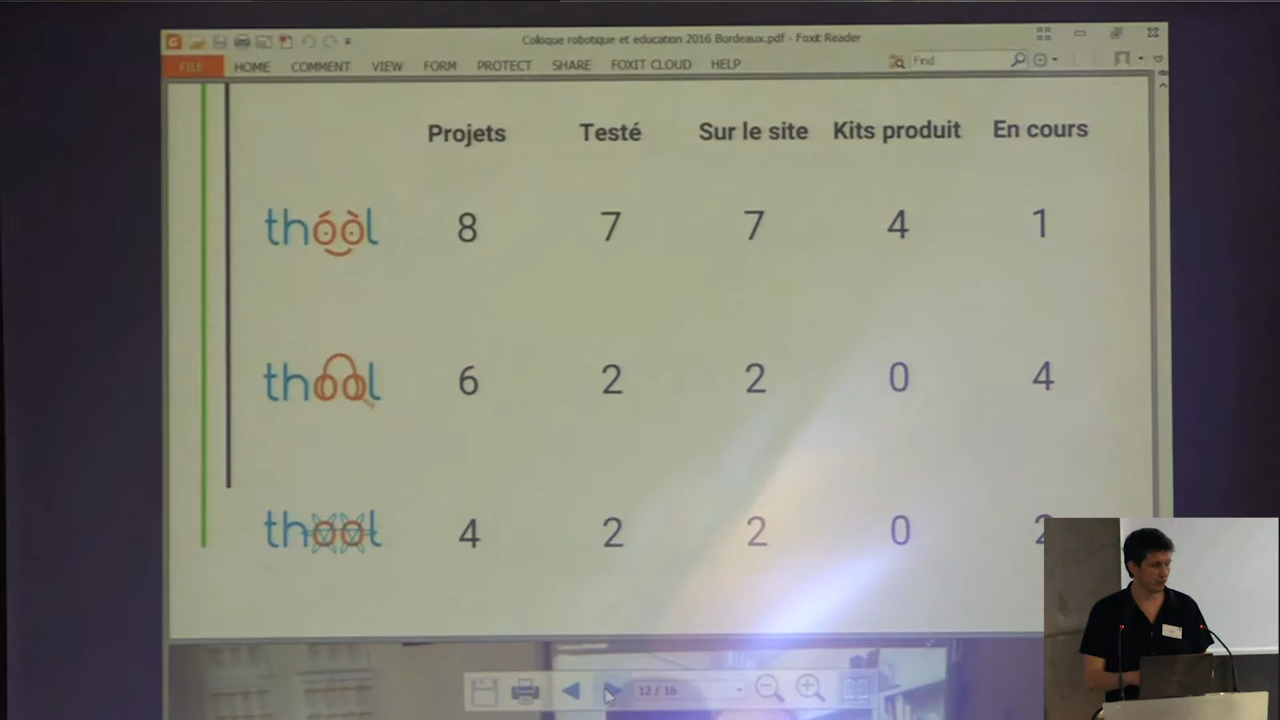 Colloque robotique et education 2016 Bordeaux.pdf - Foxit Reader
FILE HOME COMMENT VIEW FORM PROTECT SHARE FOXIT CLOUD HELP Find
Projets Testé Sur le site Kits produit En cours
thóòl 8 7 7 4 1
thool 6 2 2 0 4
thool 4 2 2 0 2
12 / 16